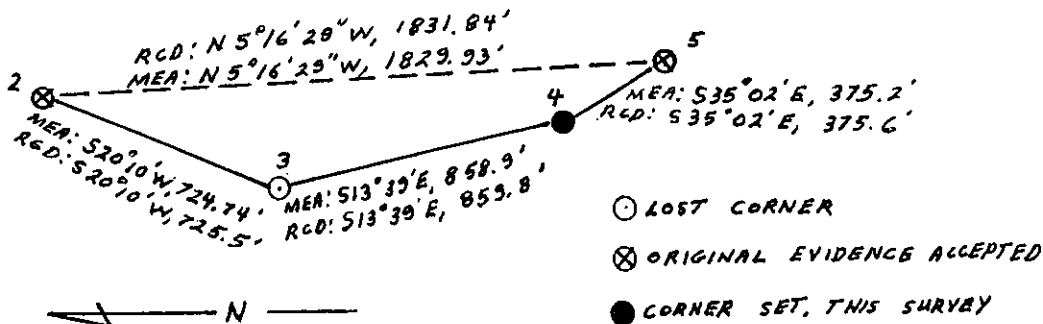 RCD: N 5°16'29" W, 1831.84'
MEA: N 5°16'29" W, 1829.93'
2
5
4
MEA: S35°02' E, 375.2'
RCD: S35°02' E, 375.6'
MEA: S20°10' W, 724.74'
RCD: S20°10' W, 725.5'
3
MEA: S13°39' E, 858.9'
RCD: S13°39' E, 859.8'
LOST CORNER
ORIGINAL EVIDENCE ACCEPTED
CORNER SET, THIS SURVEY
N